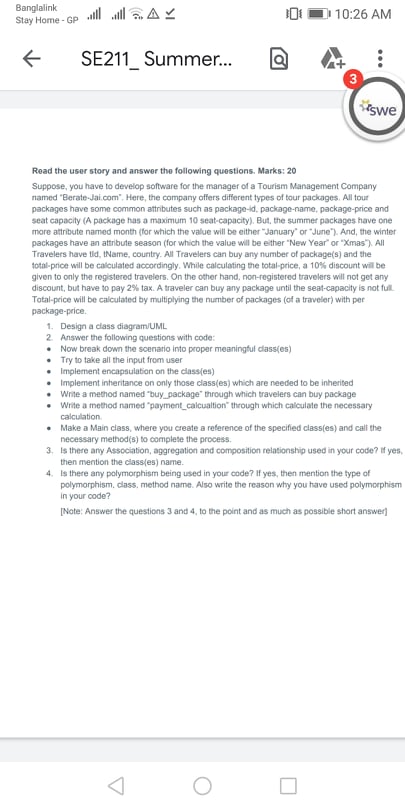 Banglalink
Stay Home - GP
10:26 AM
SE211_ Summer...
3
swe
Read the user story and answer the following questions. Marks: 20
Suppose, you have to develop software for the manager of a Tourism Management Company
named "Berate-Jai.com". Here, the company offers different types of tour packages. All tour
packages have some common attributes such as package-id, package-name, package-price and
seat capacity (A package has a maximum 10 seat-capacity). But, the summer packages have one
more attribute named month (for which the value will be either "January" or "June"). And, the winter
packages have an attribute season (for which the value will be either "New Year" or "Xmas"). All
Travelers have tId, tName, country. All Travelers can buy any number of package(s) and the
total-price will be calculated accordingly. While calculating the total-price, a 10% discount will be
given to only the registered travelers. On the other hand, non-registered travelers will not get any
discount, but have to pay 2% tax. A traveler can buy any package until the seat-capacity is not full.
Total-price will be calculated by multiplying the number of packages (of a traveler) with per
package-price.
1. Design a class diagram/UML
2. Answer the following questions with code:
• Now break down the scenario into proper meaningful class(es)
• Try to take all the input from user
• Implement encapsulation on the class(es)
• Implement inheritance on only those class(es) which are needed to be inherited
• Write a method named "buy_package" through which travelers can buy package
• Write a method named "payment_calcualtion" through which calculate the necessary
calculation.
• Make a Main class, where you create a reference of the specified class(es) and call the
necessary method(s) to complete the process.
3. Is there any Association, aggregation and composition relationship used in your code? If yes,
then mention the class(es) name.
4. Is there any polymorphism being used in your code? If yes, then mention the type of
polymorphism, class, method name. Also write the reason why you have used polymorphism
in your code?
[Note: Answer the questions 3 and 4, to the point and as much as possible short answer]